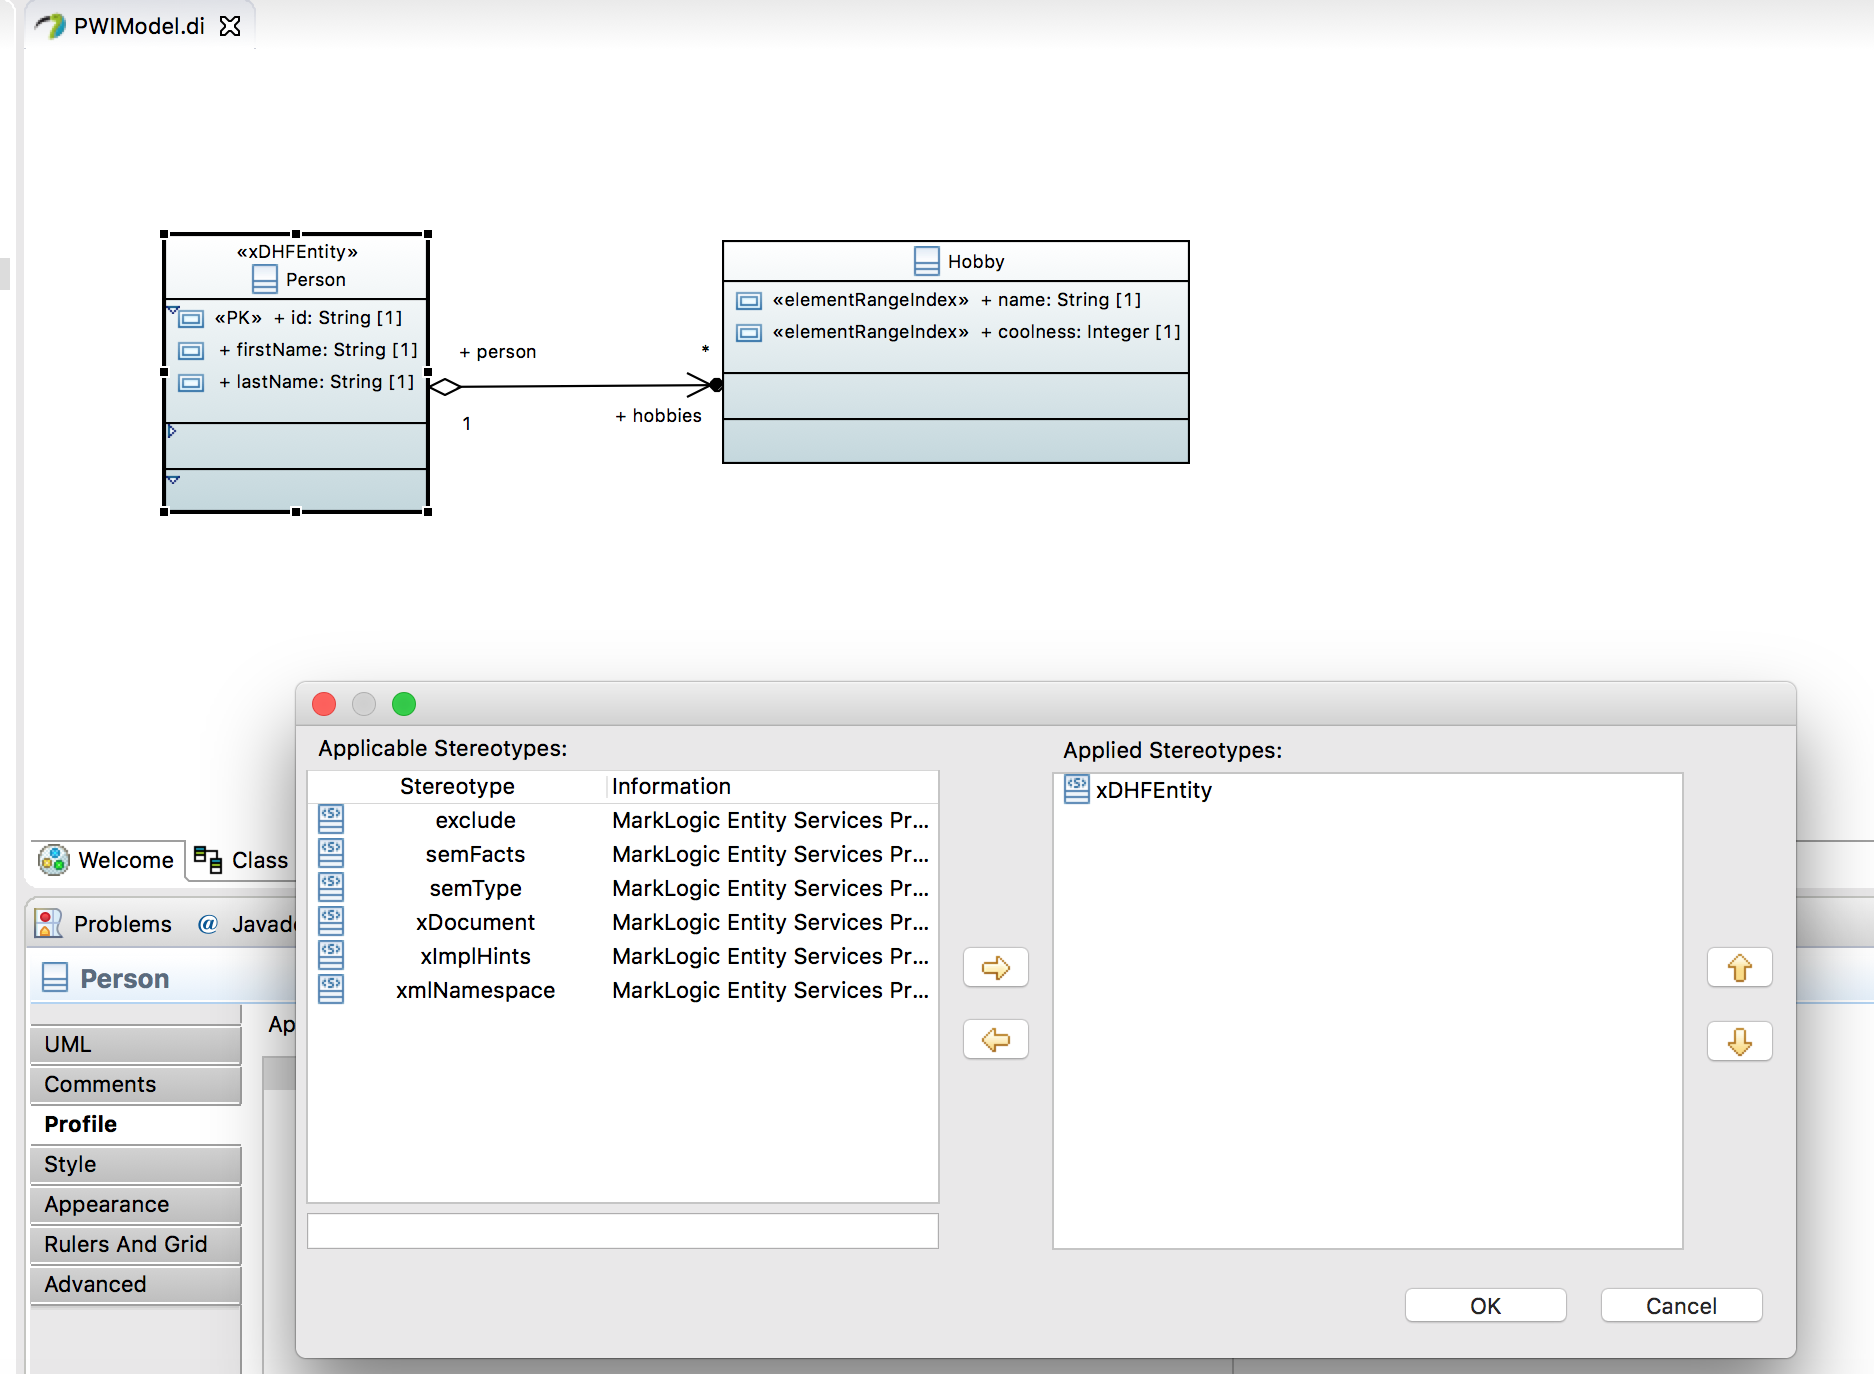 PWIModel.di
«xDHFEntity»
Person
«PK» + id: String [1]
+ firstName: String [1]
+ lastName: String [1]
+ person
*
1
+ hobbies
Hobby
«elementRangeIndex» + name: String [1]
«elementRangeIndex» + coolness: Integer [1]
Welcome
Class
Problems
@ Javad
Person
Ap
UML
Comments
Profile
Style
Appearance
Rulers And Grid
Advanced
Applicable Stereotypes:
Stereotype Information
exclude MarkLogic Entity Services Pr...
semFacts MarkLogic Entity Services Pr...
semType MarkLogic Entity Services Pr...
xDocument MarkLogic Entity Services Pr...
xImplHints MarkLogic Entity Services Pr...
xmlNamespace MarkLogic Entity Services Pr...
Applied Stereotypes:
xDHFEntity
OK
Cancel